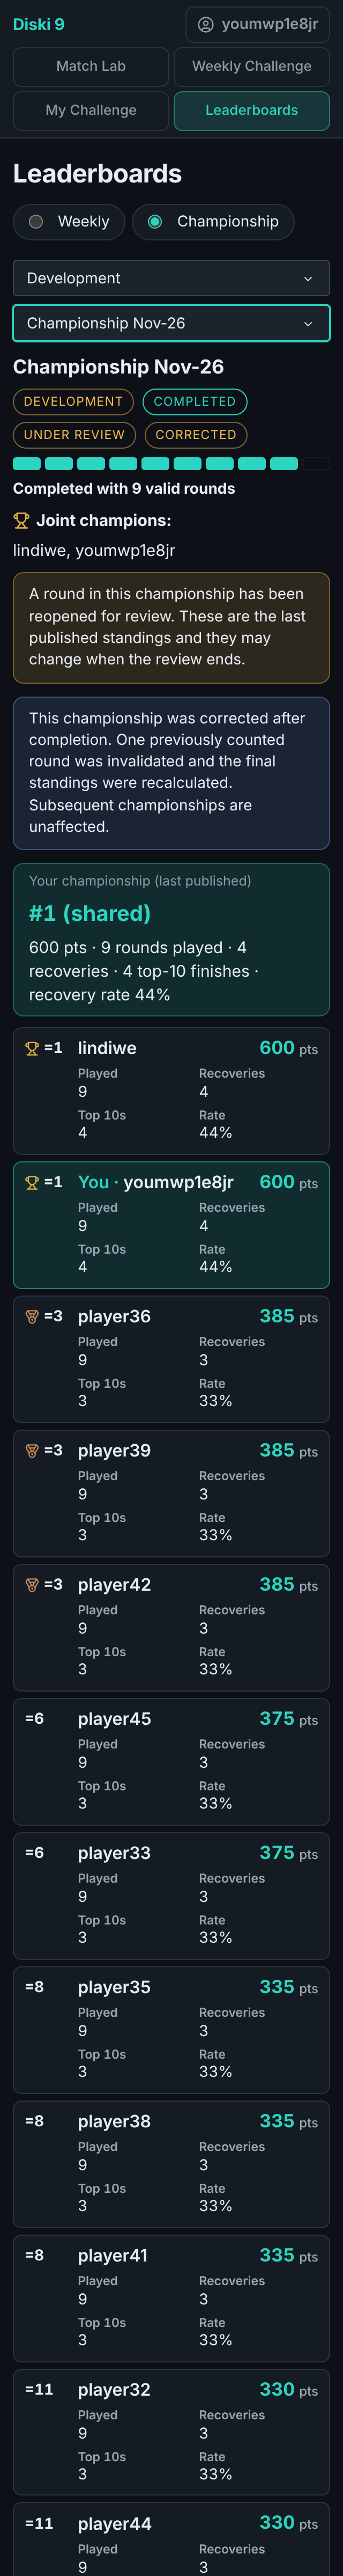 Diski 9
youmwp1e8jr
Match Lab
Weekly Challenge
My Challenge
Leaderboards
Leaderboards
Weekly
Championship
Development
Championship Nov-26
Championship Nov-26
DEVELOPMENT
COMPLETED
UNDER REVIEW
CORRECTED
Completed with 9 valid rounds
Joint champions:
lindiwe, youmwp1e8jr
A round in this championship has been
reopened for review. These are the last
published standings and they may
change when the review ends.
This championship was corrected after
completion. One previously counted
round was invalidated and the final
standings were recalculated.
Subsequent championships are
unaffected.
Your championship (last published)
#1 (shared)
600 pts · 9 rounds played · 4
recoveries · 4 top-10 finishes ·
recovery rate 44%
=1 lindiwe 600 pts
Played Recoveries
9 4
Top 10s Rate
4 44%
=1 You · youmwp1e8jr 600 pts
Played Recoveries
9 4
Top 10s Rate
4 44%
=3 player36 385 pts
Played Recoveries
9 3
Top 10s Rate
3 33%
=3 player39 385 pts
Played Recoveries
9 3
Top 10s Rate
3 33%
=3 player42 385 pts
Played Recoveries
9 3
Top 10s Rate
3 33%
=6 player45 375 pts
Played Recoveries
9 3
Top 10s Rate
3 33%
=6 player33 375 pts
Played Recoveries
9 3
Top 10s Rate
3 33%
=8 player35 335 pts
Played Recoveries
9 3
Top 10s Rate
3 33%
=8 player38 335 pts
Played Recoveries
9 3
Top 10s Rate
3 33%
=8 player41 335 pts
Played Recoveries
9 3
Top 10s Rate
3 33%
=11 player32 330 pts
Played Recoveries
9 3
Top 10s Rate
3 33%
=11 player44 330 pts
Played Recoveries
9 3